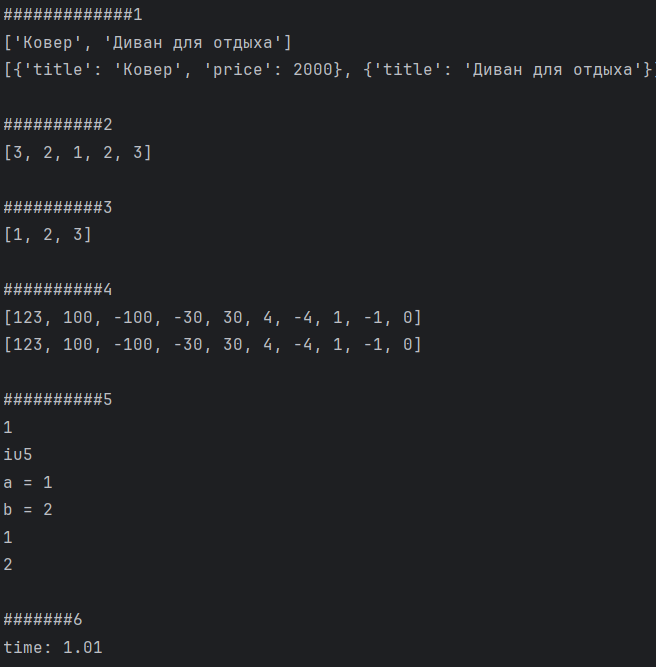 #############1
['Ковер', 'Диван для отдыха']
[{'title': 'Ковер', 'price': 2000}, {'title': 'Диван для отдыха'}]
##########2
[3, 2, 1, 2, 3]
##########3
[1, 2, 3]
##########4
[123, 100, -100, -30, 30, 4, -4, 1, -1, 0]
[123, 100, -100, -30, 30, 4, -4, 1, -1, 0]
##########5
1
iu5
a = 1
b = 2
1
2
#######6
time: 1.01